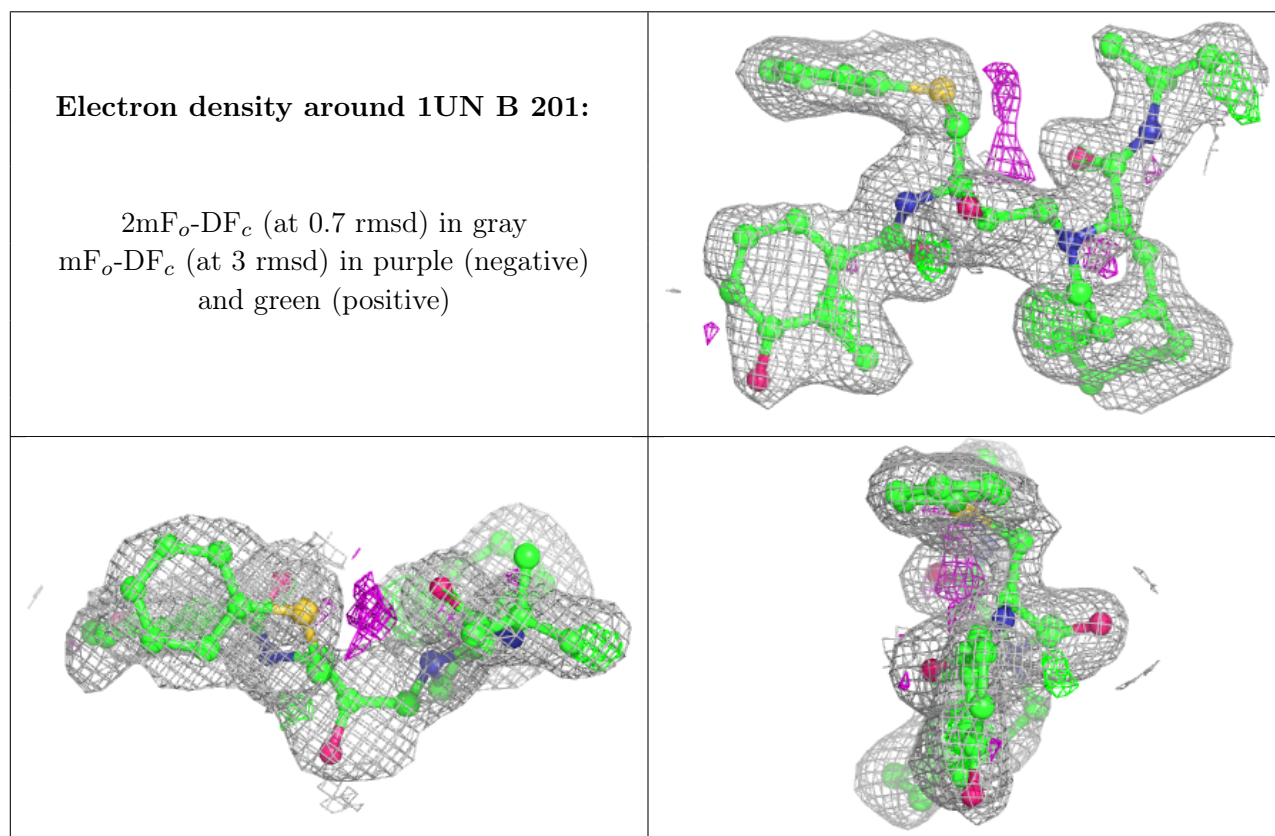 Electron density around 1UN B 201:
2mFo-DFc (at 0.7 rmsd) in gray
mFo-DFc (at 3 rmsd) in purple (negative)
and green (positive)